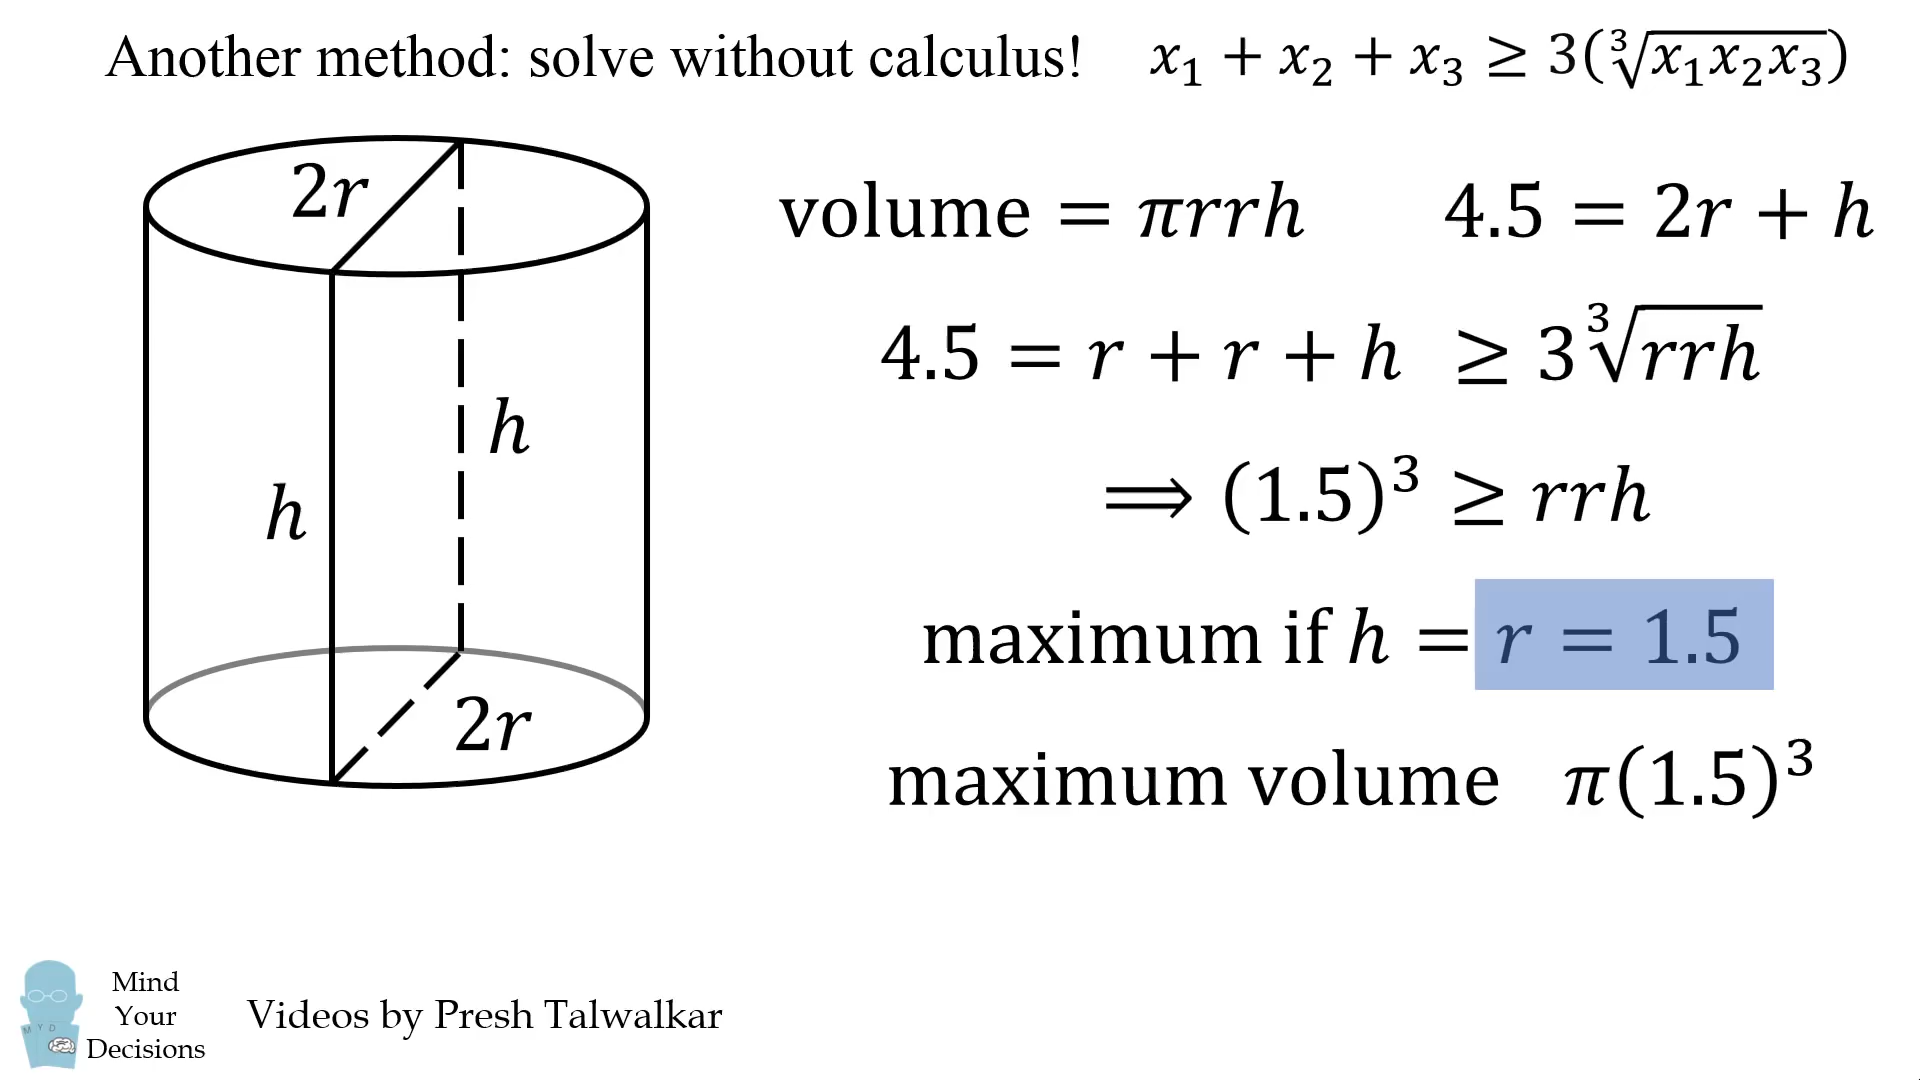 Another method: solve without calculus! x₁ + x₂ + x₃ ≥ 3(∛x₁x₂x₃)
2r
volume = πrrh 4.5 = 2r + h
4.5 = r + r + h ≥ 3∛rrh
h
h
⟹ (1.5)³ ≥ rrh
maximum if h = r = 1.5
2r
maximum volume π(1.5)³
M Y D
Mind
Your
Decisions
Videos by Presh Talwalkar